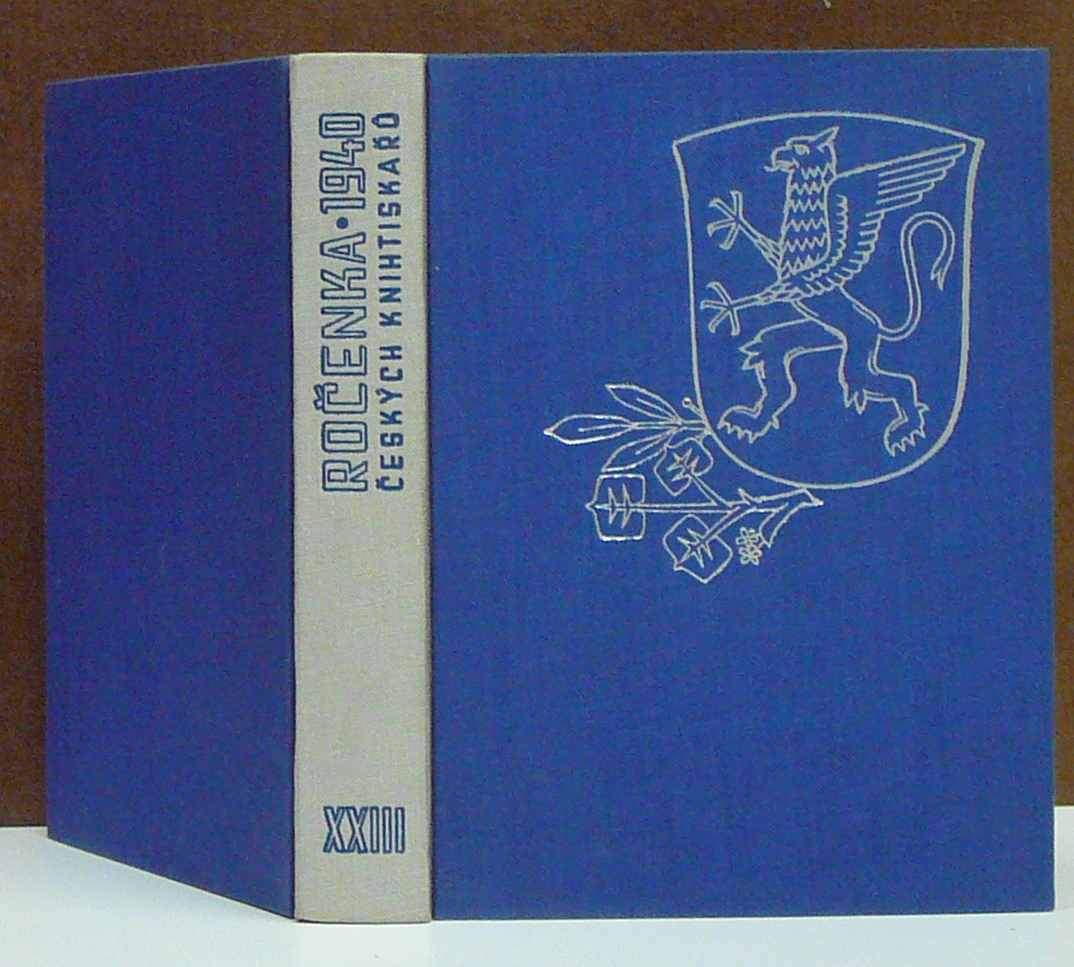 ROČENKA • 1940
ČESKÝCH KNIHTISKAŘŮ
XXIII